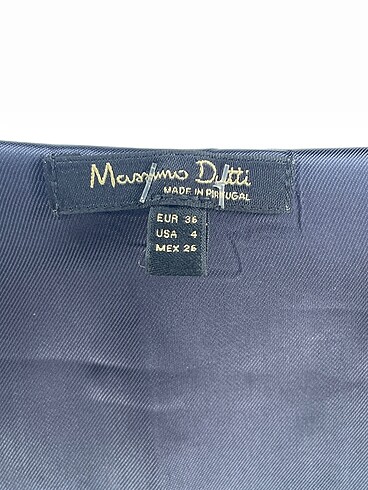 Massimo Dutti
MADE IN PORTUGAL
EUR 36
USA 4
MEX 26